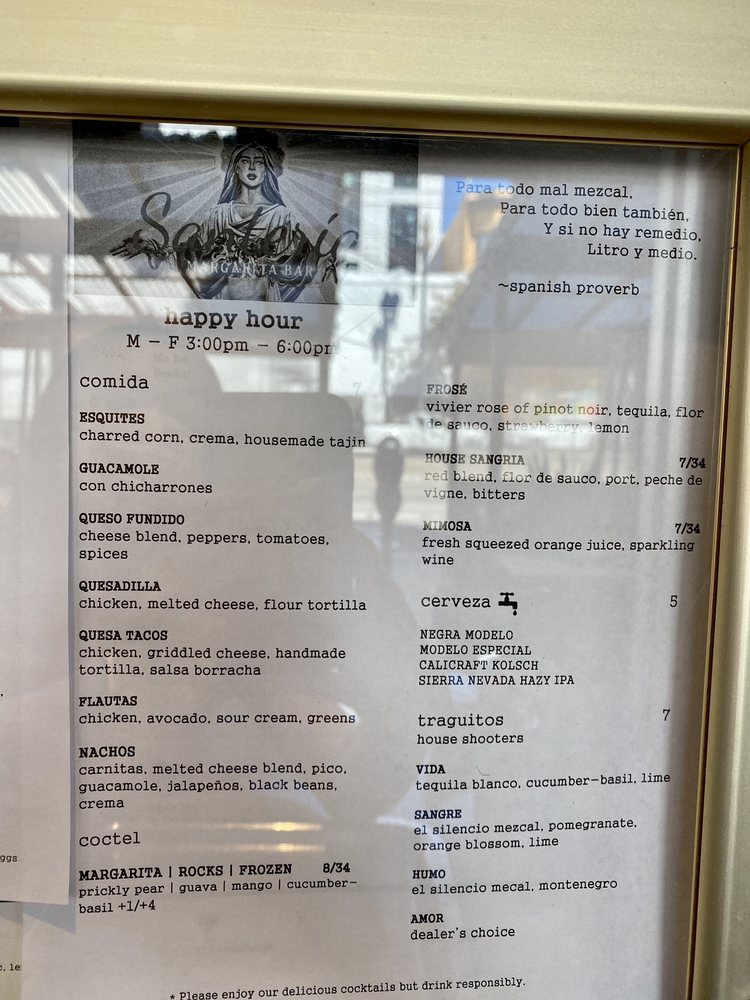 Santeria
MARGARITA BAR
happy hour
M – F 3:00pm – 6:00pm
comida 7
ESQUITES
charred corn, crema, housemade tajin
GUACAMOLE
con chicharrones
QUESO FUNDIDO
cheese blend, peppers, tomatoes,
spices
QUESADILLA
chicken, melted cheese, flour tortilla
QUESA TACOS
chicken, griddled cheese, handmade
tortilla, salsa borracha
FLAUTAS
chicken, avocado, sour cream, greens
NACHOS
carnitas, melted cheese blend, pico,
guacamole, jalapeños, black beans,
crema
coctel
MARGARITA | ROCKS | FROZEN 8/34
prickly pear | guava | mango | cucumber-
basil +1/+4
Para todo mal mezcal,
Para todo bien también,
Y si no hay remedio,
Litro y medio.
~spanish proverb
FROSÉ
vivier rose of pinot noir, tequila, flor
de sauco, strawberry, lemon
HOUSE SANGRIA 7/34
red blend, flor de sauco, port, peche de
vigne, bitters
MIMOSA 7/34
fresh squeezed orange juice, sparkling
wine
cerveza 5
NEGRA MODELO
MODELO ESPECIAL
CALICRAFT KOLSCH
SIERRA NEVADA HAZY IPA
traguitos 7
house shooters
VIDA
tequila blanco, cucumber-basil, lime
SANGRE
el silencio mezcal, pomegranate,
orange blossom, lime
HUMO
el silencio mecal, montenegro
AMOR
dealer's choice
* Please enjoy our delicious cocktails but drink responsibly.
ggs